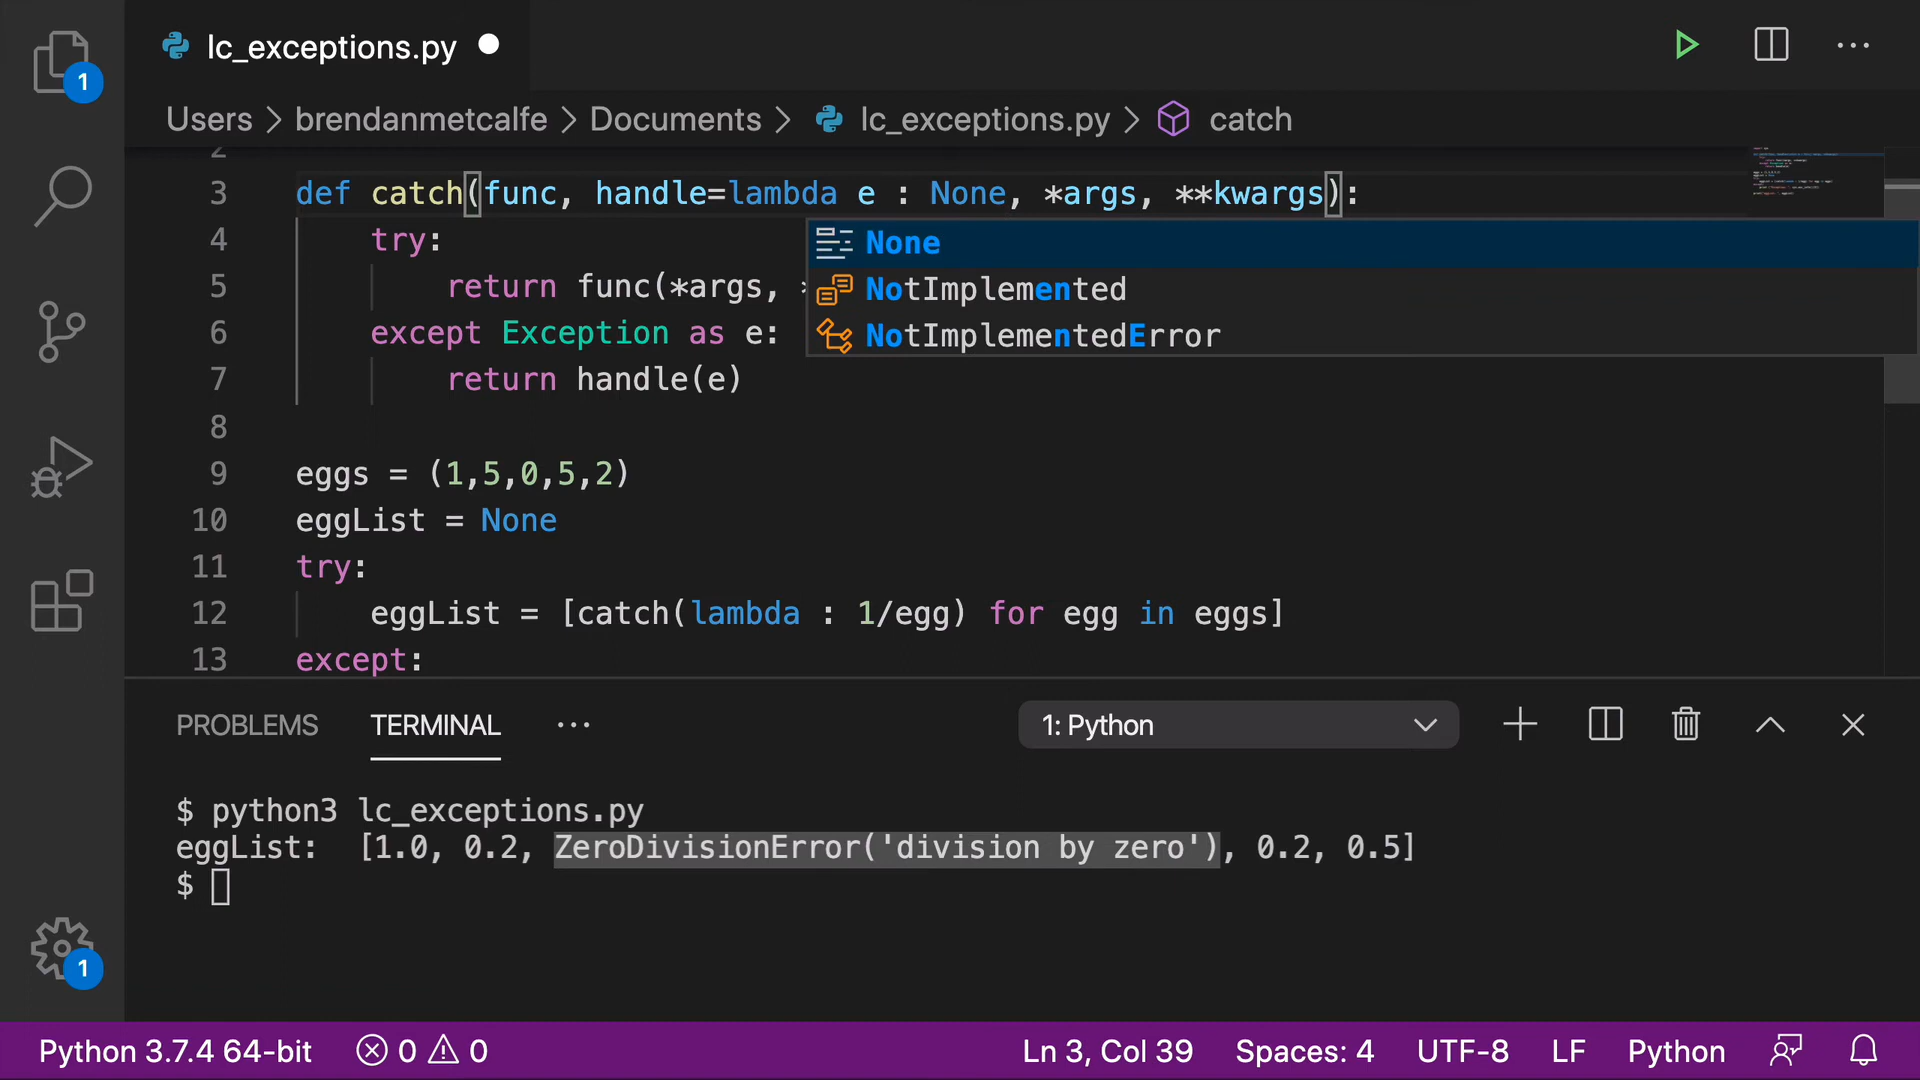 lc_exceptions.py
1
Users > brendanmetcalfe > Documents > lc_exceptions.py > catch
2
3 def catch(func, handle=lambda e : None, *args, **kwargs):
4 try:
None
5 return func(*args, *
NotImplemented
6 except Exception as e:
NotImplementedError
7 return handle(e)
8
9 eggs = (1,5,0,5,2)
10 eggList = None
11 try:
12 eggList = [catch(lambda : 1/egg) for egg in eggs]
13 except:
PROBLEMS TERMINAL ... 1: Python
$ python3 lc_exceptions.py
eggList: [1.0, 0.2, ZeroDivisionError('division by zero'), 0.2, 0.5]
$
1
Python 3.7.4 64-bit 0 0 Ln 3, Col 39 Spaces: 4 UTF-8 LF Python